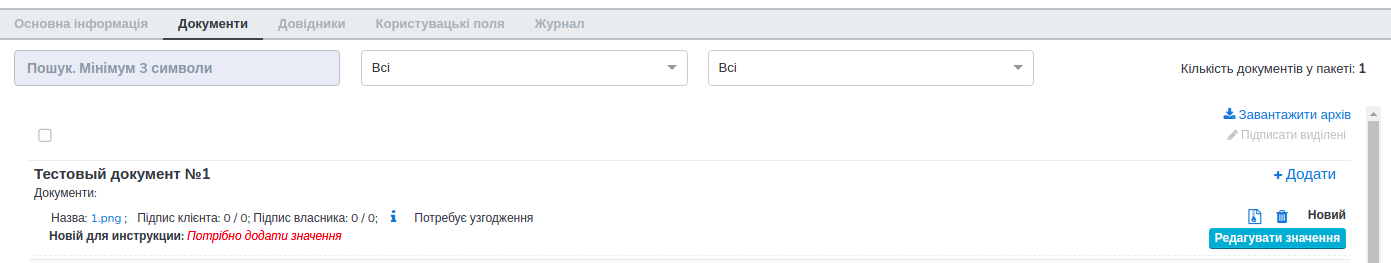 Основна інформація Документи Довідники Користувацькі поля Журнал
Пошук. Мінімум 3 символи Всі Всі Кількість документів у пакеті: 1
Завантажити архів
Підписати виділені
Тестовый документ №1 + Додати
Документи:
Назва: 1.png ; Підпис клієнта: 0 / 0; Підпис власника: 0 / 0; Потребує узгодження Новий
Новій для инструкции: Потрібно додати значення Редагувати значення